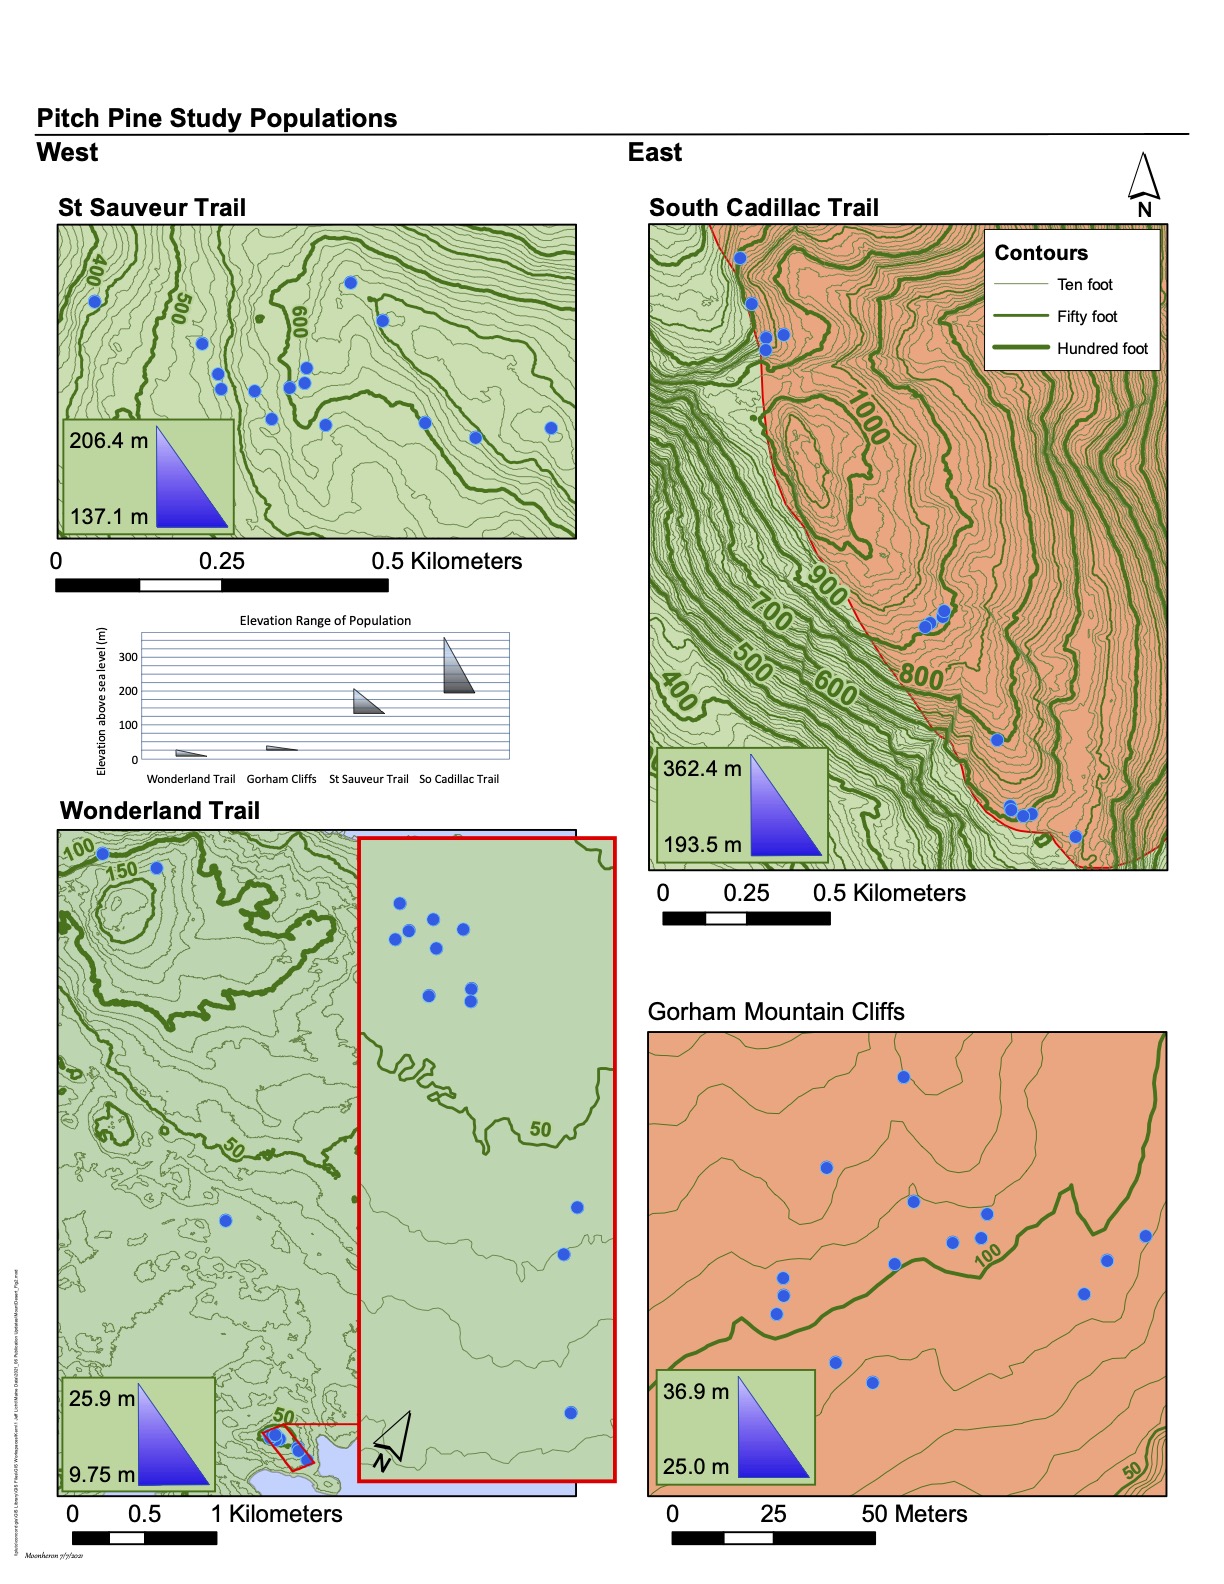 Pitch Pine Study Populations
West
East
N
St Sauveur Trail
400
500
600
206.4 m
137.1 m
0 0.25 0.5 Kilometers
South Cadillac Trail
Contours
Ten foot
Fifty foot
Hundred foot
1000
900
700
500
600
800
400
362.4 m
193.5 m
0 0.25 0.5 Kilometers
Elevation Range of Population
Elevation above sea level (m)
300
200
100
0
Wonderland Trail Gorham Cliffs St Sauveur Trail So Cadillac Trail
Wonderland Trail
100
150
50
50
50
N
25.9 m
9.75 m
0 0.5 1 Kilometers
Gorham Mountain Cliffs
100
50
36.9 m
25.0 m
0 25 50 Meters
Moonheron 7/7/2021